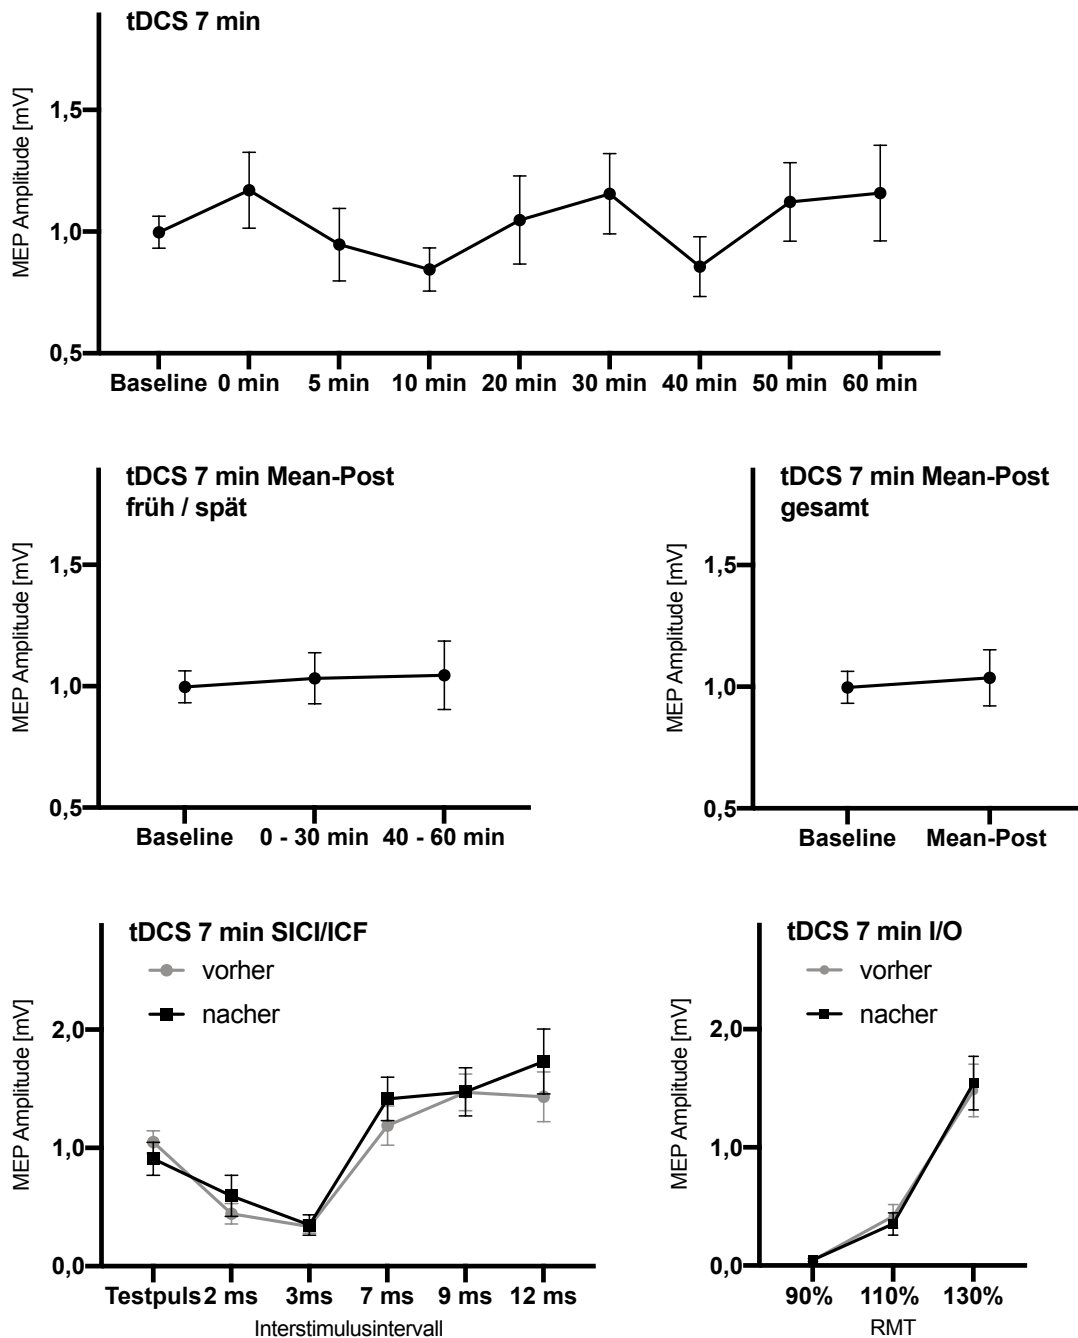 tDCS 7 min
MEP Amplitude [mV]
1,5
1,0
0,5
Baseline 0 min 5 min 10 min 20 min 30 min 40 min 50 min 60 min
tDCS 7 min Mean-Post
früh / spät
MEP Amplitude [mV]
1,5
1,0
0,5
Baseline 0 - 30 min 40 - 60 min
tDCS 7 min Mean-Post
gesamt
MEP Amplitude [mV]
1,5
1,0
0,5
Baseline Mean-Post
tDCS 7 min SICI/ICF
vorher
nacher
MEP Amplitude [mV]
2,0
1,0
0,0
Testpuls 2 ms 3ms 7 ms 9 ms 12 ms
Interstimulusintervall
tDCS 7 min I/O
vorher
nacher
MEP Amplitude [mV]
2,0
1,0
0,0
90% 110% 130%
RMT